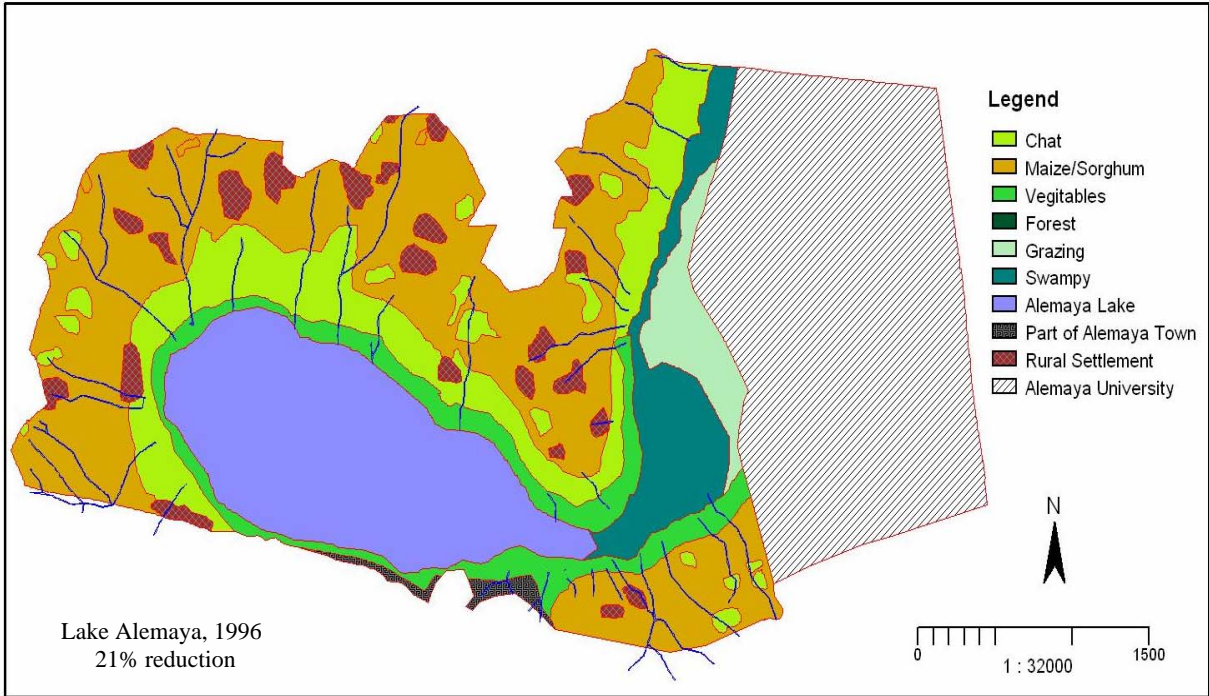 Legend
Chat
Maize/Sorghum
Vegitables
Forest
Grazing
Swampy
Alemaya Lake
Part of Alemaya Town
Rural Settlement
Alemaya University
N
0 1500
1 : 32000
Lake Alemaya, 1996
21% reduction